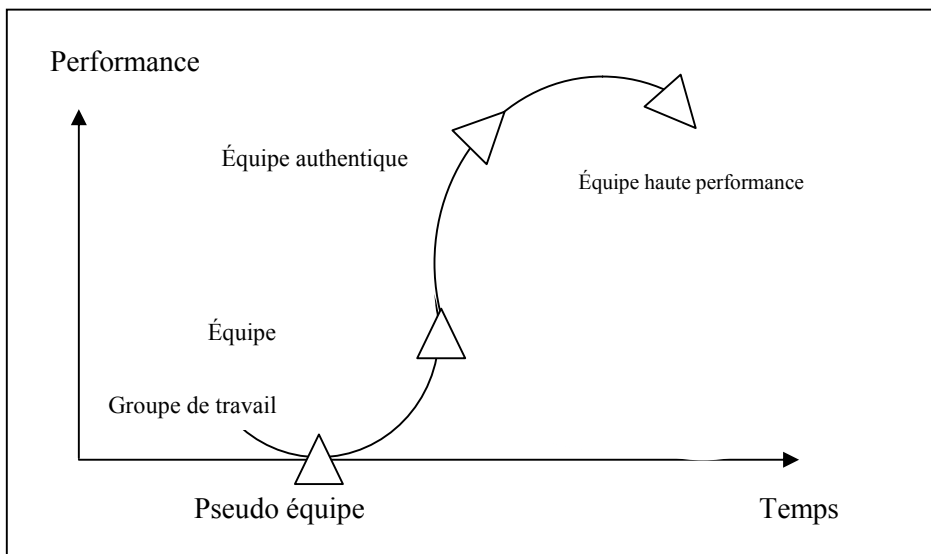 Performance
Équipe authentique
Équipe haute performance
Équipe
Groupe de travail
Pseudo équipe
Temps